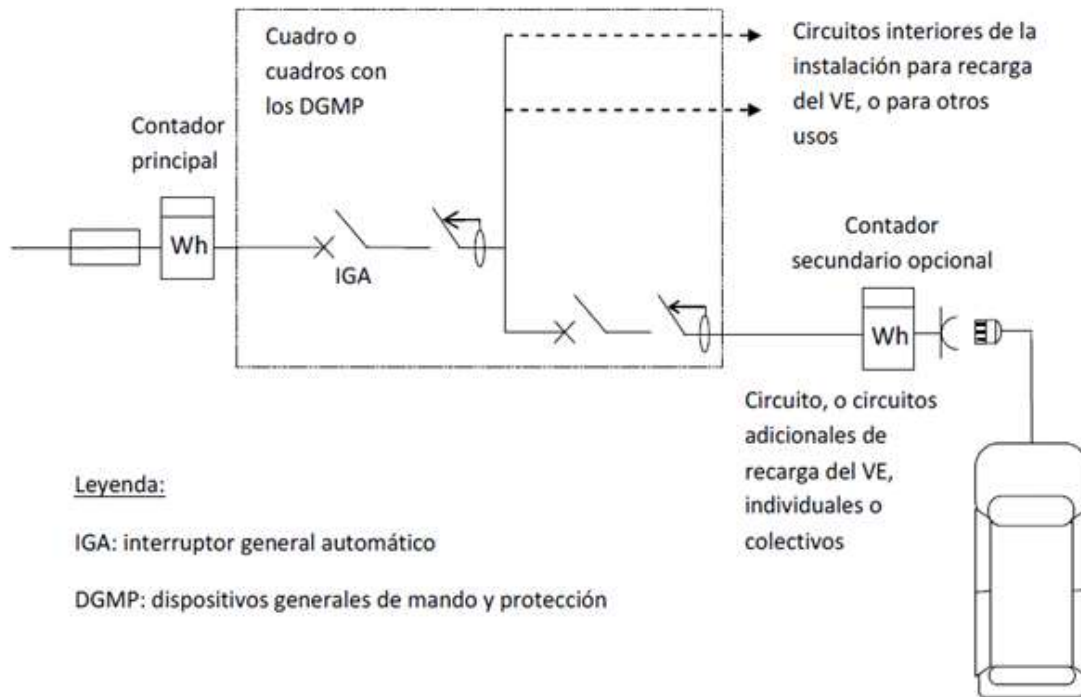 Cuadro o
cuadros con
los DGMP
Circuitos interiores de la
instalación para recarga
del VE, o para otros
usos
Contador
principal
Wh
IGA
Contador
secundario opcional
Wh
Circuito, o circuitos
adicionales de
recarga del VE,
individuales o
colectivos
Leyenda:
IGA: interruptor general automático
DGMP: dispositivos generales de mando y protección